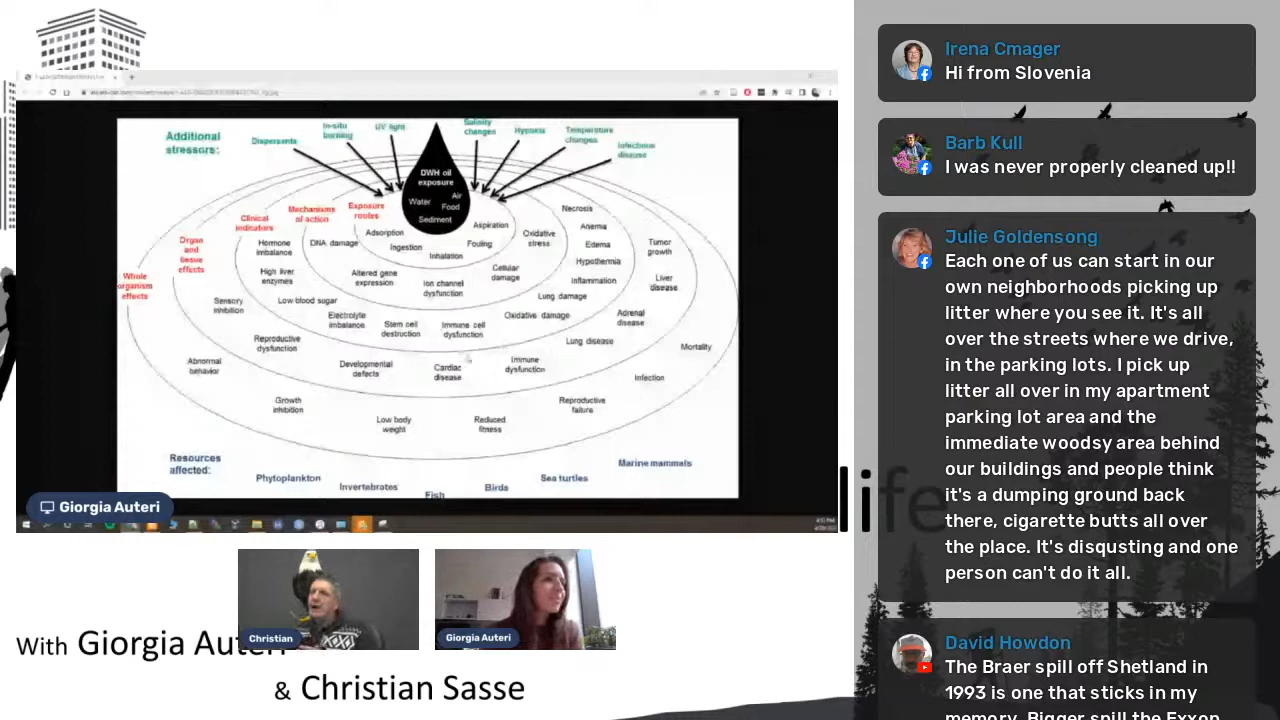 Additional
stressors:
Dispersants
In-situ
burning
UV light
Salinity
changes
Hypoxia
Temperature
changes
Infectious
disease
DWH oil
exposure
Water
Air
Food
Sediment
Whole
organism
effects
Organ
and
tissue
effects
Clinical
indicators
Mechanisms
of action
Exposure
routes
Adsorption
Ingestion
Inhalation
Fouling
Aspiration
DNA damage
Altered gene
expression
Ion channel
dysfunction
Cellular
damage
Oxidative
stress
Hormone
imbalance
High liver
enzymes
Low blood sugar
Electrolyte
imbalance
Stem cell
destruction
Immune cell
dysfunction
Oxidative damage
Lung damage
Inflammation
Hypothermia
Edema
Anemia
Necrosis
Sensory
inhibition
Reproductive
dysfunction
Developmental
defects
Cardiac
disease
Immune
dysfunction
Lung disease
Adrenal
disease
Liver
disease
Tumor
growth
Abnormal
behavior
Growth
inhibition
Low body
weight
Reduced
fitness
Reproductive
failure
Infection
Mortality
Resources
affected:
Phytoplankton
Invertebrates
Fish
Birds
Sea turtles
Marine mammals
Giorgia Auteri
Christian
Giorgia Auteri
With Giorgia Auteri
& Christian Sasse
life
Irena Cmager
Hi from Slovenia
Barb Kull
I was never properly cleaned up!!
Julie Goldensong
Each one of us can start in our
own neighborhoods picking up
litter where you see it. It's all
over the streets where we drive,
in the parking lots. I pock up
litter all over in my apartment
parking lot area and the
immediate woodsy area behind
our buildings and people think
it's a dumping ground back
there, cigarette butts all over
the place. It's disqusting and one
person can't do it all.
David Howdon
The Braer spill off Shetland in
1993 is one that sticks in my
memory. Bigger spill the Exxon